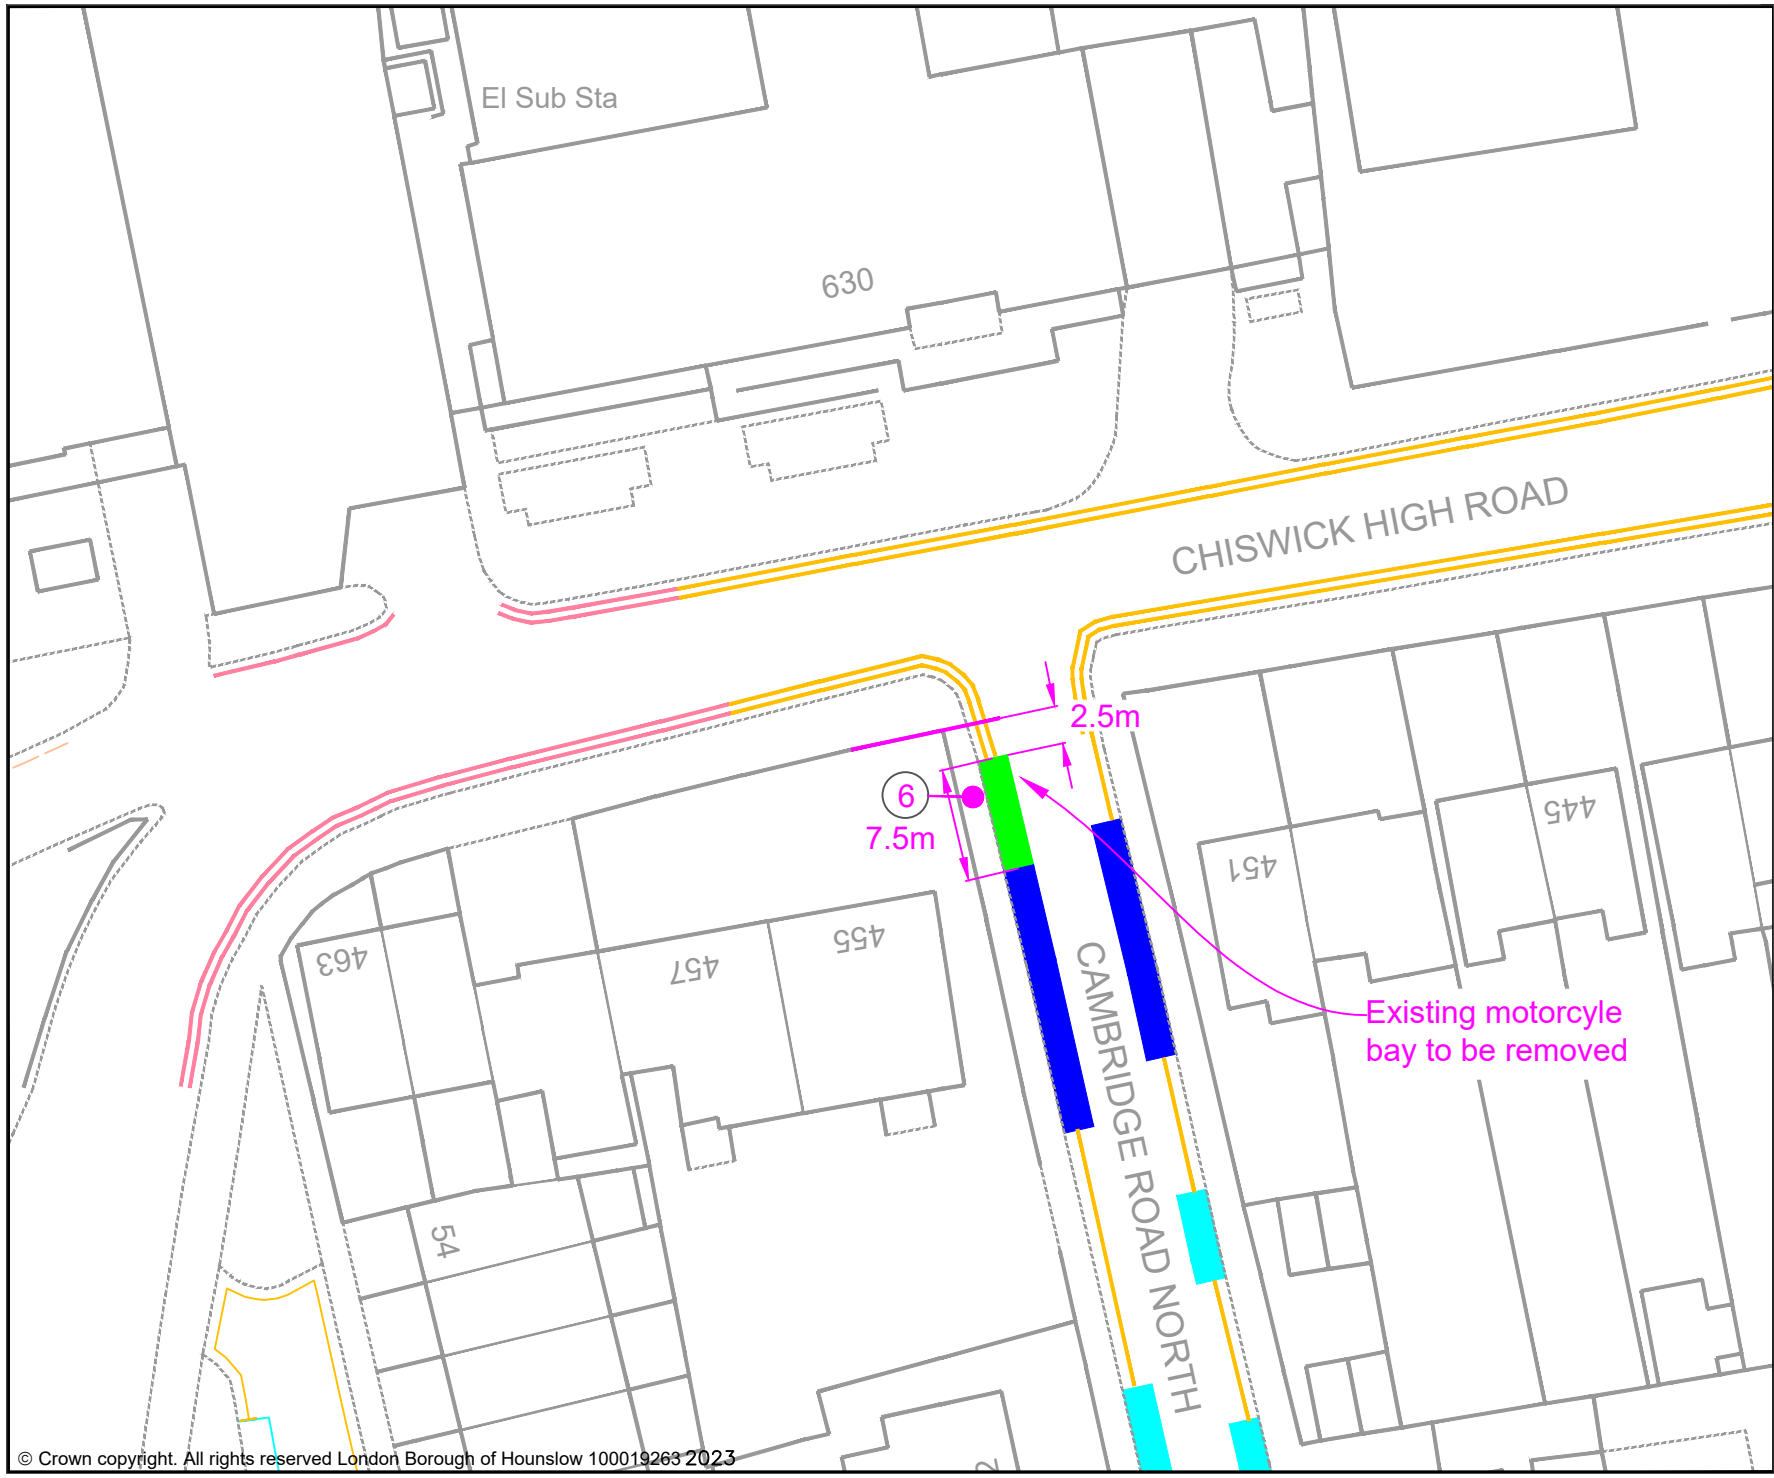 El Sub Sta
630
CHISWICK HIGH ROAD
2.5m
6
7.5m
445
451
455
457
463
CAMBRIDGE ROAD NORTH
Existing motorcyle
bay to be removed
54
2
© Crown copyright. All rights reserved London Borough of Hounslow 100019263 2023